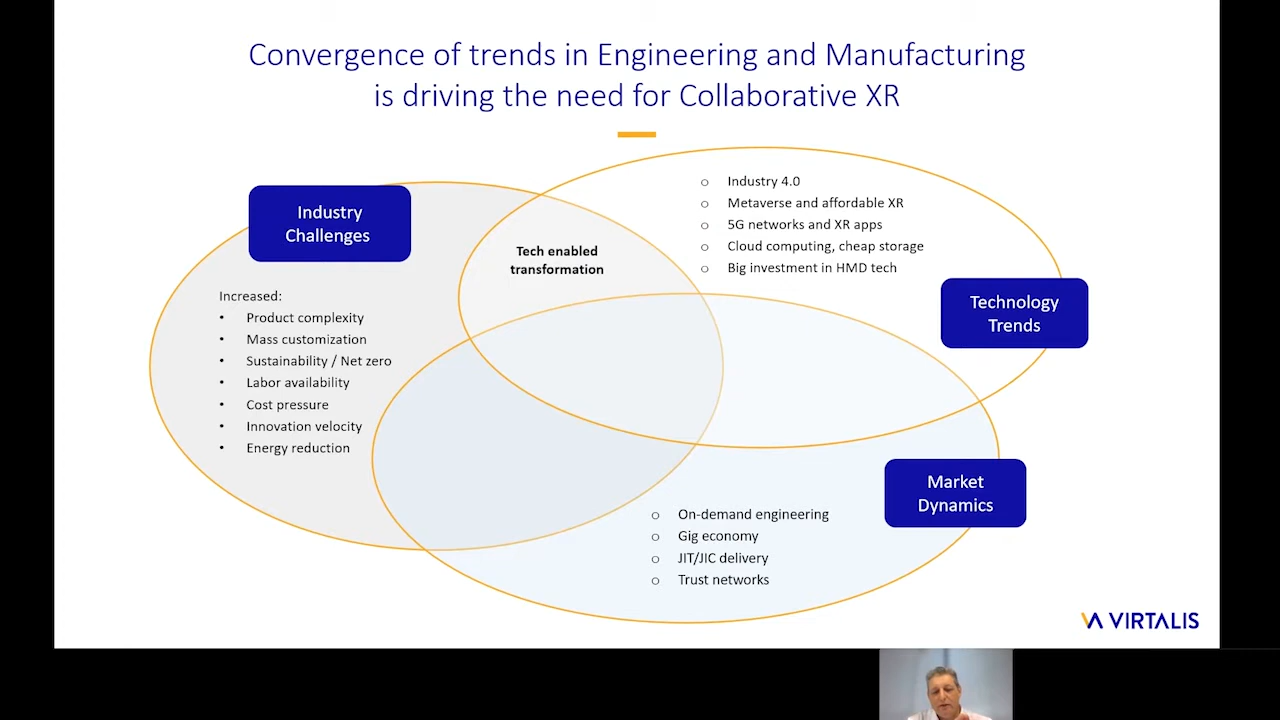 Convergence of trends in Engineering and Manufacturing
is driving the need for Collaborative XR
Industry
Challenges
Increased:
• Product complexity
• Mass customization
• Sustainability / Net zero
• Labor availability
• Cost pressure
• Innovation velocity
• Energy reduction
Tech enabled
transformation
o Industry 4.0
o Metaverse and affordable XR
o 5G networks and XR apps
o Cloud computing, cheap storage
o Big investment in HMD tech
Technology
Trends
Market
Dynamics
o On-demand engineering
o Gig economy
o JIT/JIC delivery
o Trust networks
VIRTALIS